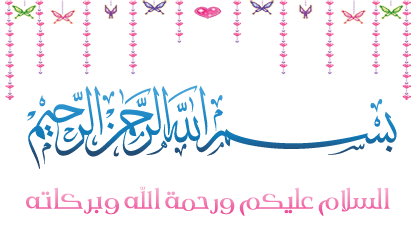 بسم الله الرحمن الرحيم
السلام عليكم ورحمة الله وبركاته